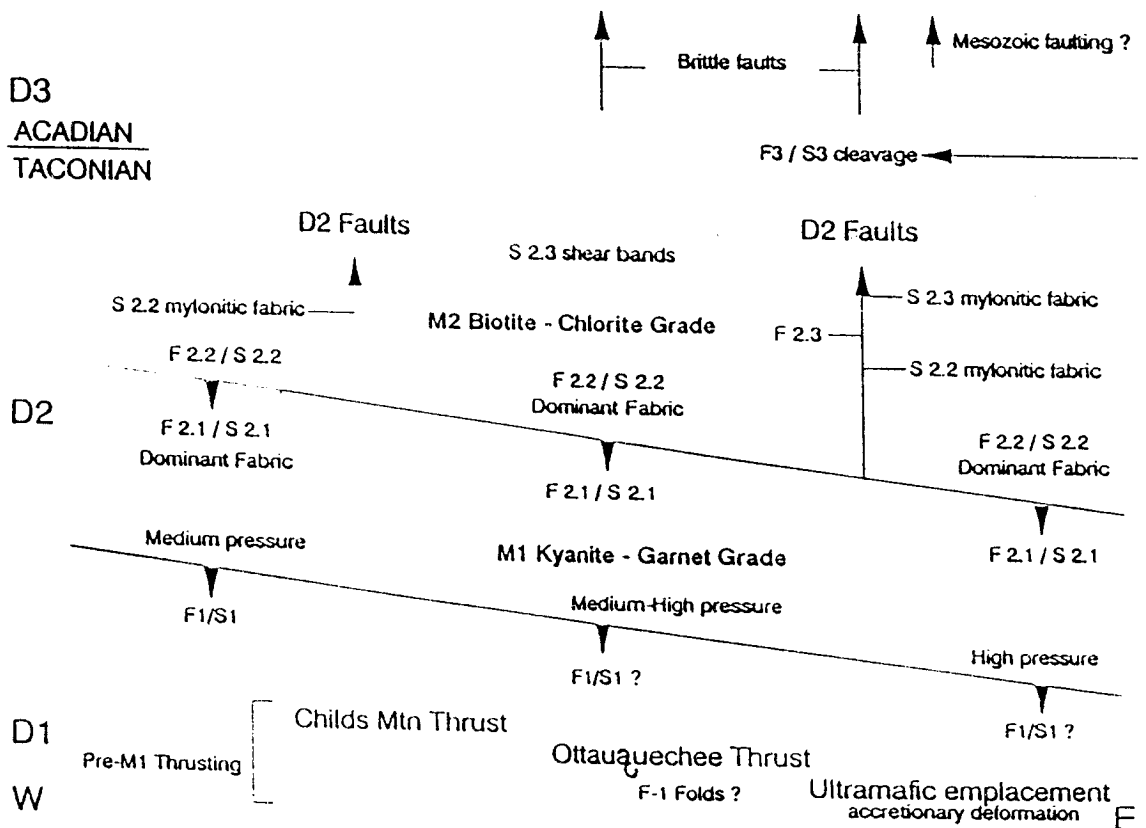 Mesozoic faulting ?
Brittle faults
D3
ACADIAN
TACONIAN
F3 / S3 cleavage
D2 Faults
D2 Faults
S 2.3 shear bands
S 2.3 mylonitic fabric
S 2.2 mylonitic fabric
M2 Biotite - Chlorite Grade
F 2.3
F 2.2 / S 2.2
S 2.2 mylonitic fabric
F 2.2 / S 2.2
Dominant Fabric
D2
F 2.1 / S 2.1
Dominant Fabric
F 2.2 / S 2.2
Dominant Fabric
F 2.1 / S 2.1
Medium pressure
M1 Kyanite - Garnet Grade
F 2.1 / S 2.1
F1/S1
Medium-High pressure
High pressure
F1/S1 ?
D1
Childs Mtn Thrust
F1/S1 ?
Pre-M1 Thrusting
Ottauquechee Thrust
W
F-1 Folds ?
Ultramafic emplacement
accretionary deformation
E